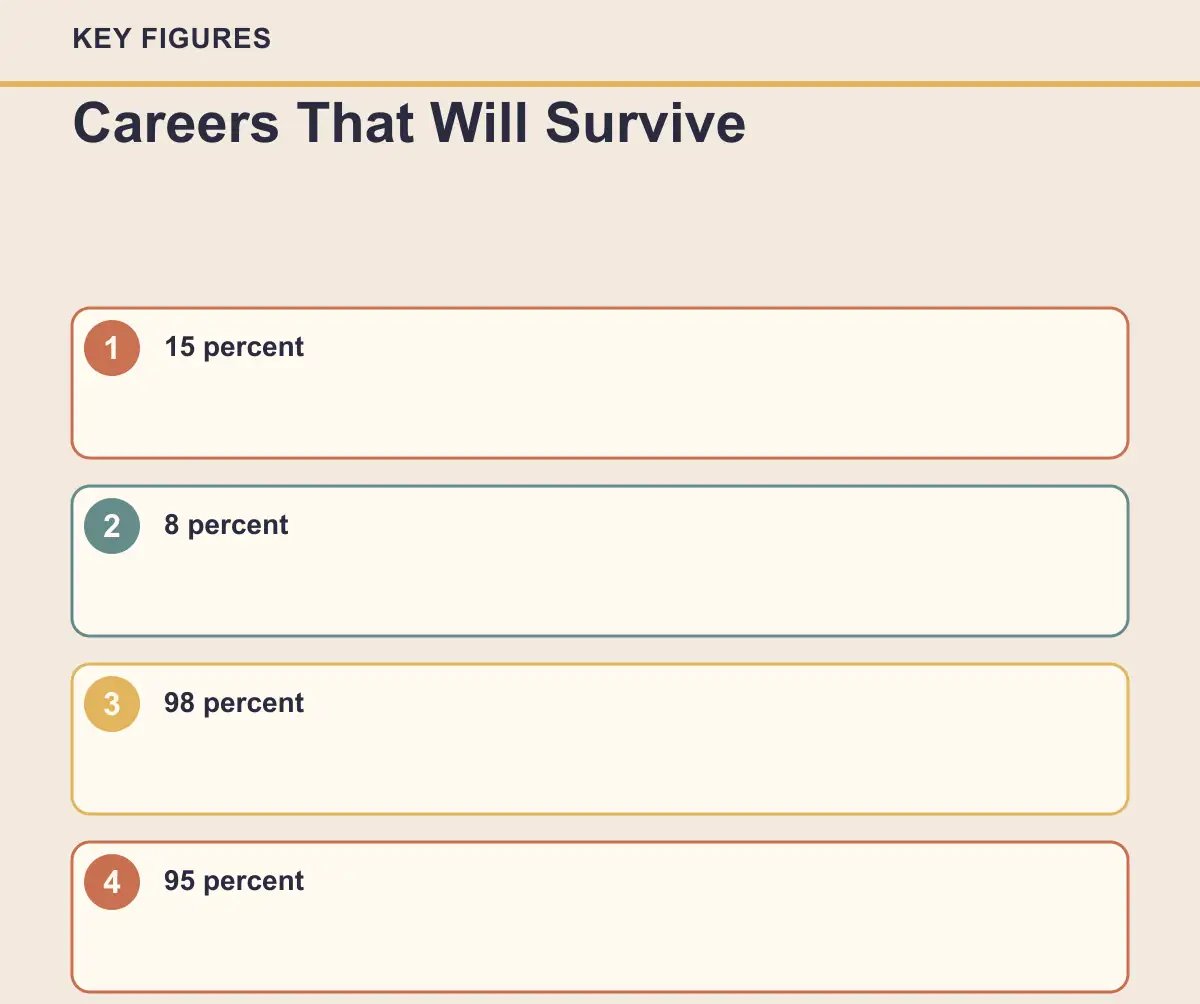 KEY FIGURES
Careers That Will Survive
1 15 percent
2 8 percent
3 98 percent
4 95 percent